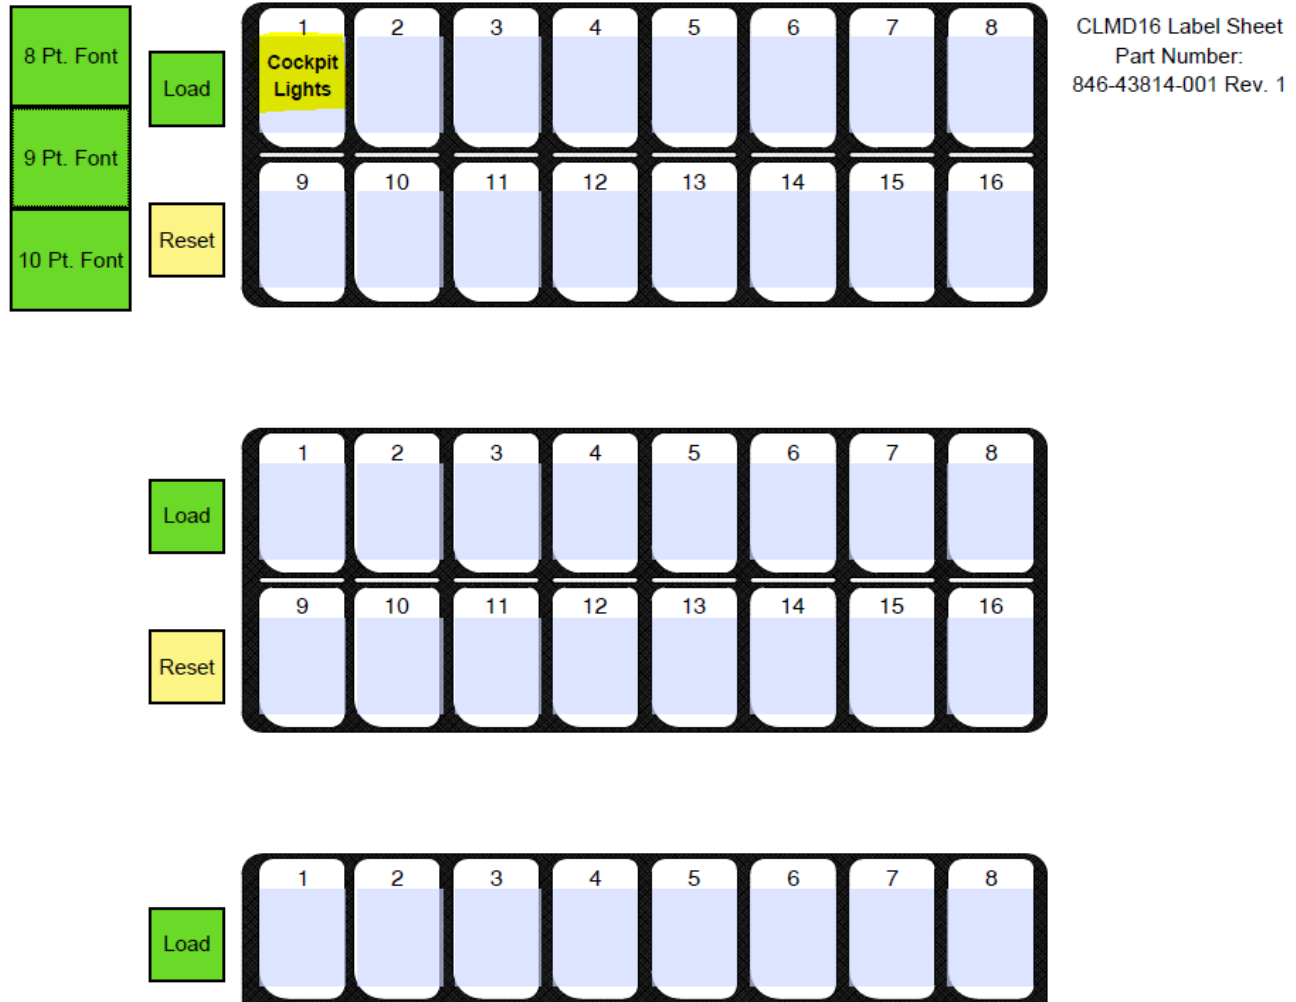 8 Pt. Font
9 Pt. Font
10 Pt. Font
Load
Reset
1 2 3 4 5 6 7 8
Cockpit
Lights
9 10 11 12 13 14 15 16
CLMD16 Label Sheet
Part Number:
846-43814-001 Rev. 1
Load
Reset
1 2 3 4 5 6 7 8
9 10 11 12 13 14 15 16
Load
1 2 3 4 5 6 7 8